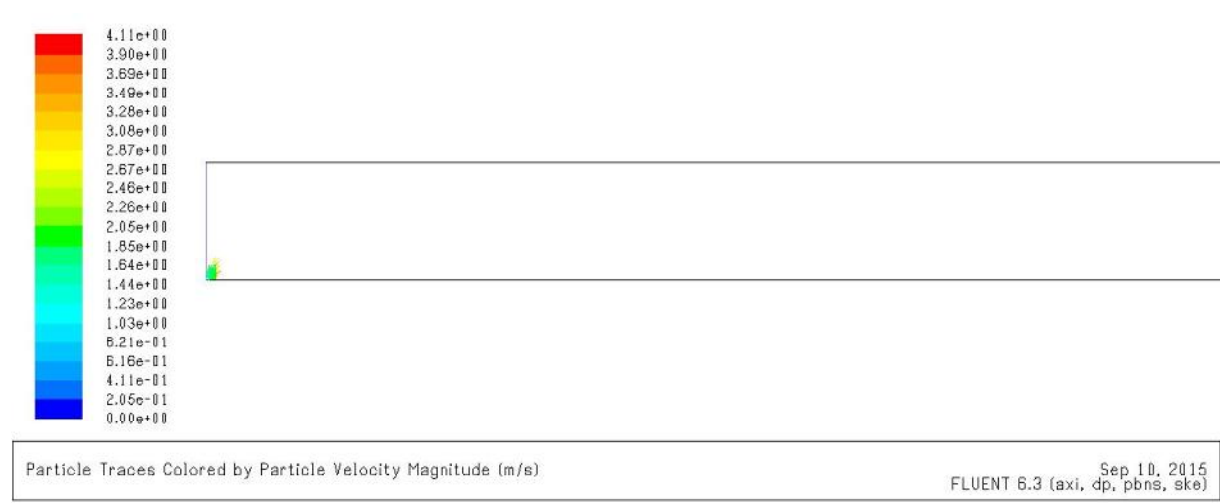 4.11e+00
3.90e+00
3.69e+00
3.49e+00
3.28e+00
3.08e+00
2.87e+00
2.67e+00
2.46e+00
2.26e+00
2.05e+00
1.85e+00
1.64e+00
1.44e+00
1.23e+00
1.03e+00
8.21e-01
6.16e-01
4.11e-01
2.05e-01
0.00e+00
Particle Traces Colored by Particle Velocity Magnitude (m/s)
Sep 10, 2015
FLUENT 6.3 (axi, dp, pbns, ske)